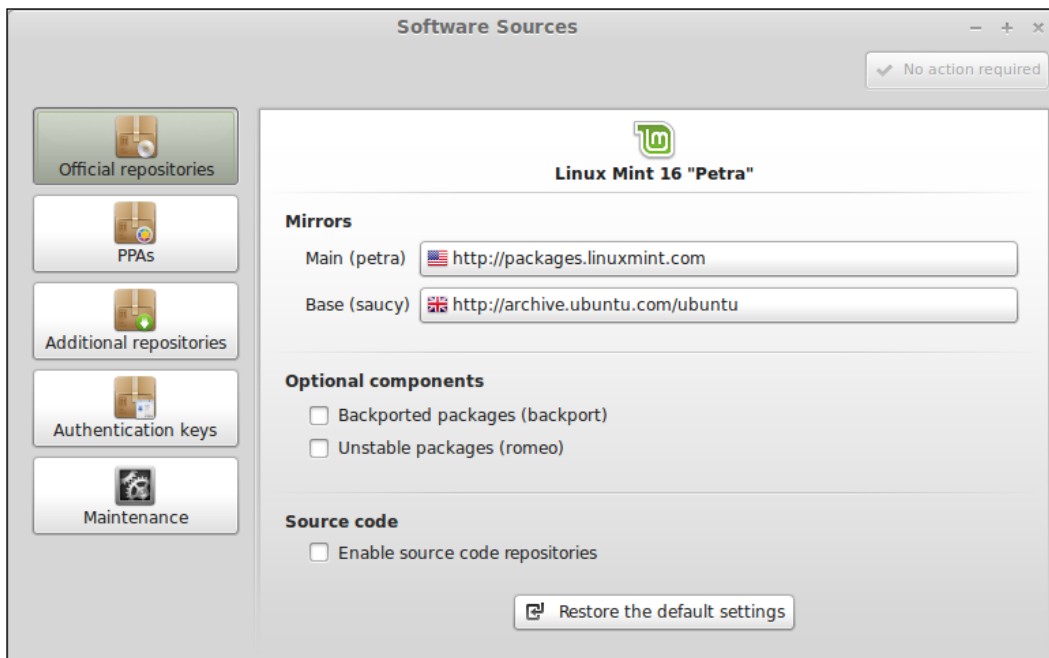 Software Sources
No action required
Official repositories
PPAs
Additional repositories
Authentication keys
Maintenance
lm
Linux Mint 16 "Petra"
Mirrors
Main (petra) http://packages.linuxmint.com
Base (saucy) http://archive.ubuntu.com/ubuntu
Optional components
Backported packages (backport)
Unstable packages (romeo)
Source code
Enable source code repositories
Restore the default settings